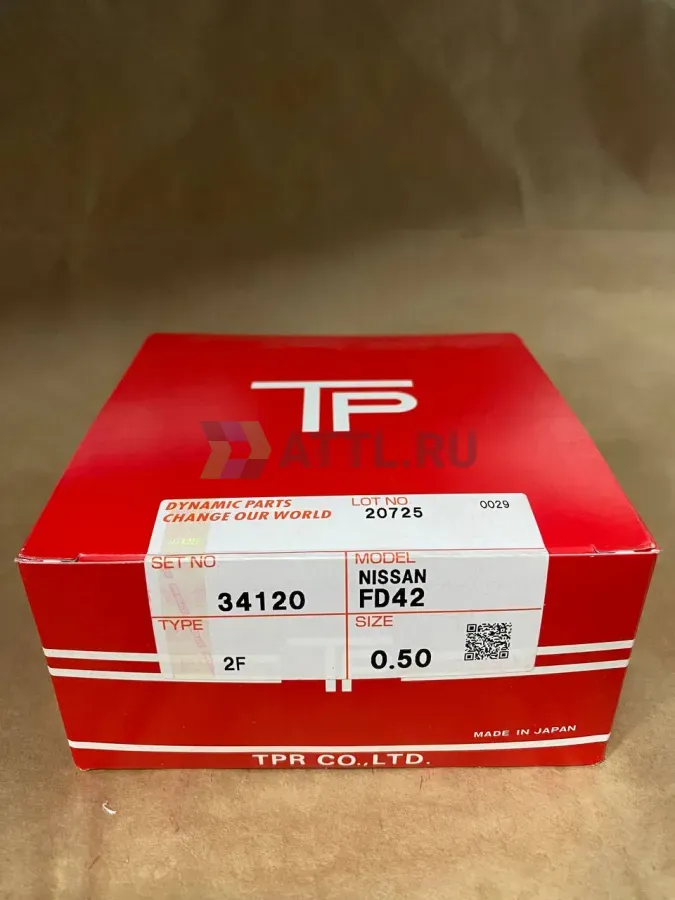 TP
ATTL.RU
DYNAMIC PARTS
CHANGE OUR WORLD
LOT NO
20725
0029
SET NO
34120
MODEL
NISSAN
FD42
TYPE
2F
SIZE
0.50
MADE IN JAPAN
TPR CO.,LTD.